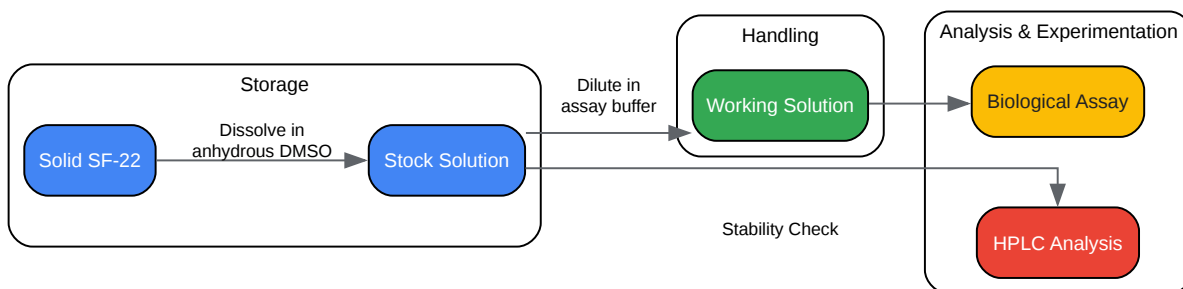 Storage
Solid SF-22
Dissolve in
anhydrous DMSO
Stock Solution
Dilute in
assay buffer
Handling
Working Solution
Analysis & Experimentation
Biological Assay
Stability Check
HPLC Analysis